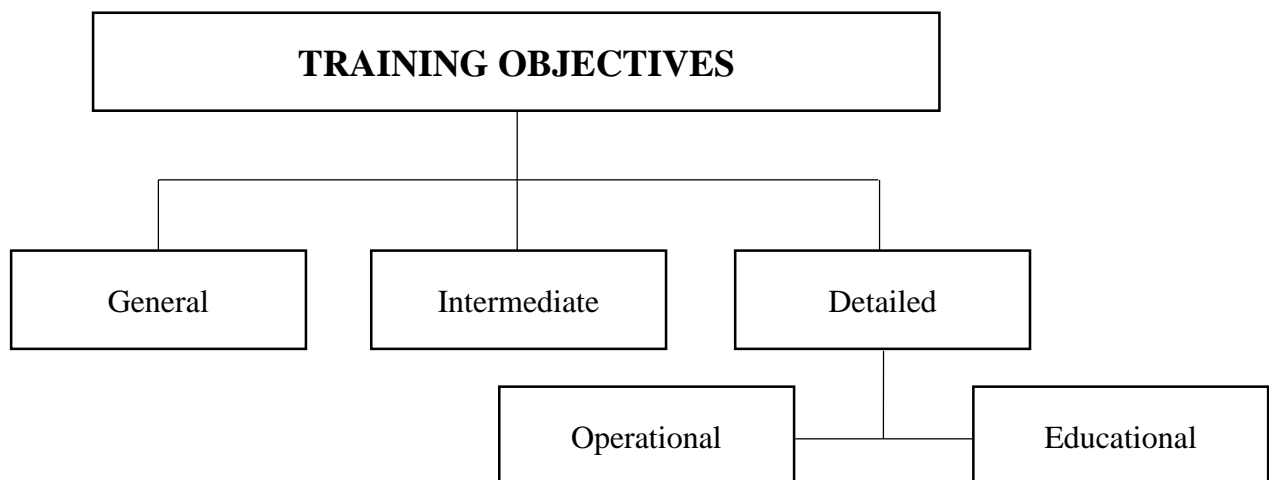 TRAINING OBJECTIVES
General
Intermediate
Detailed
Operational
Educational